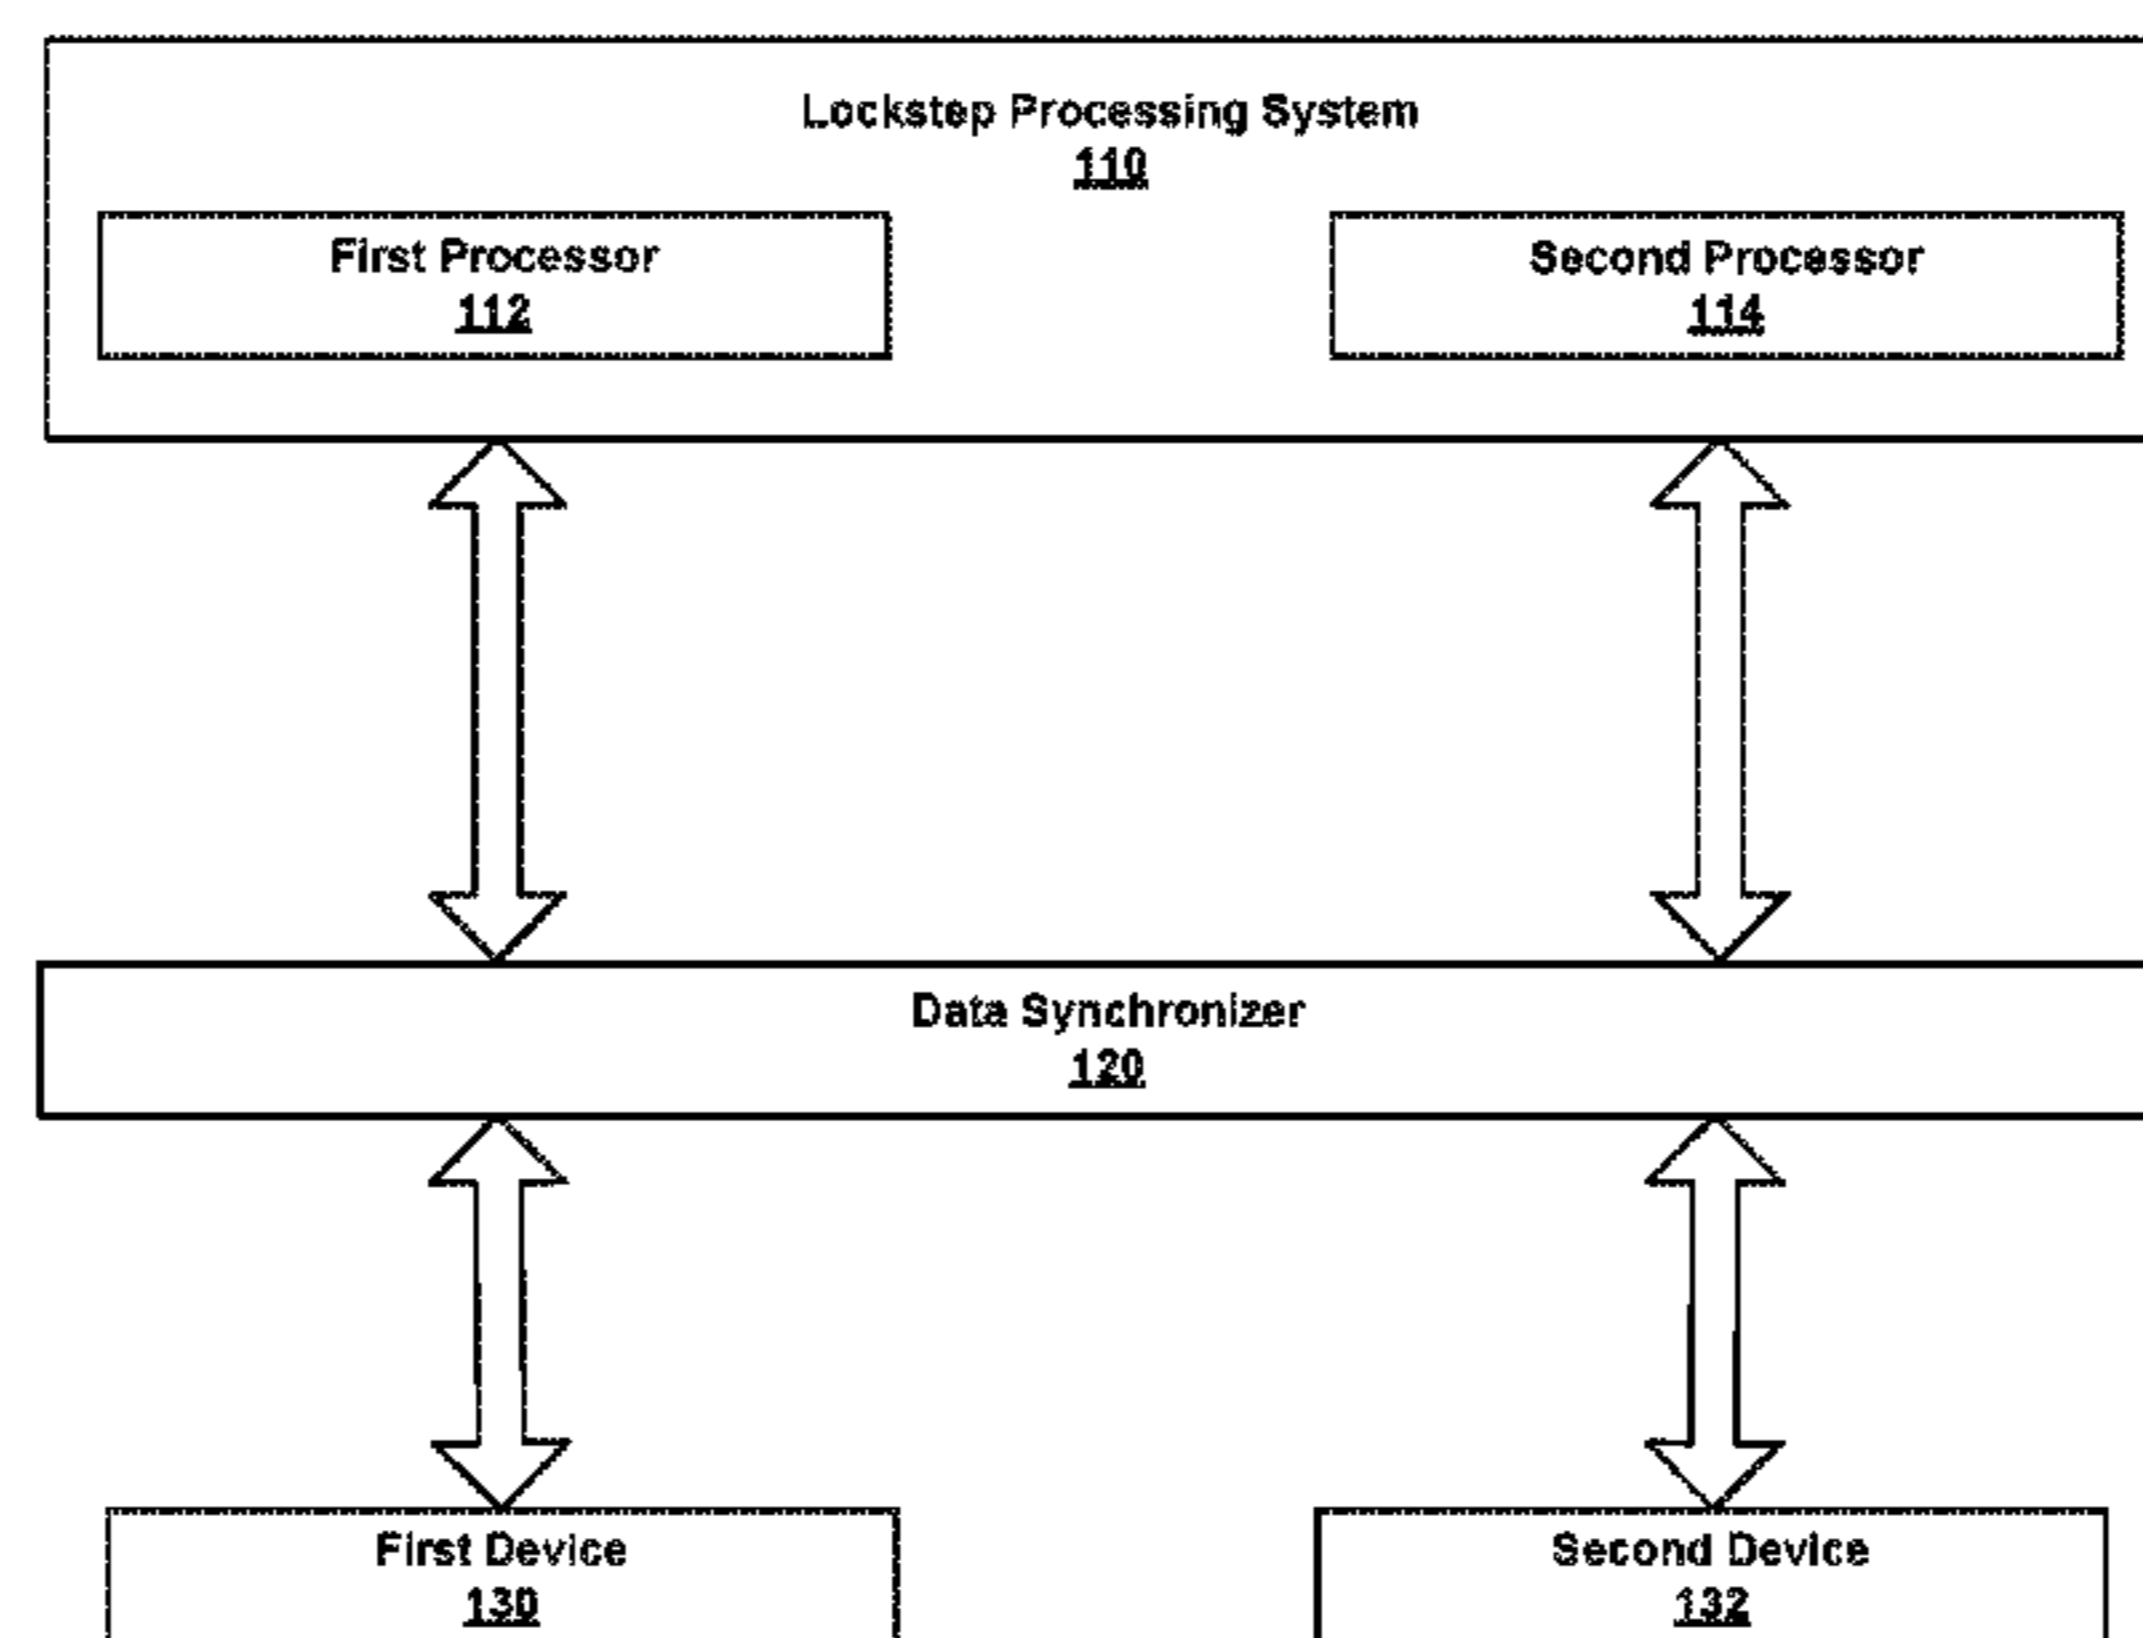 Lockstep Processing System
110
First Processor
112
Second Processor
114
Data Synchronizer
120
First Device
130
Second Device
132